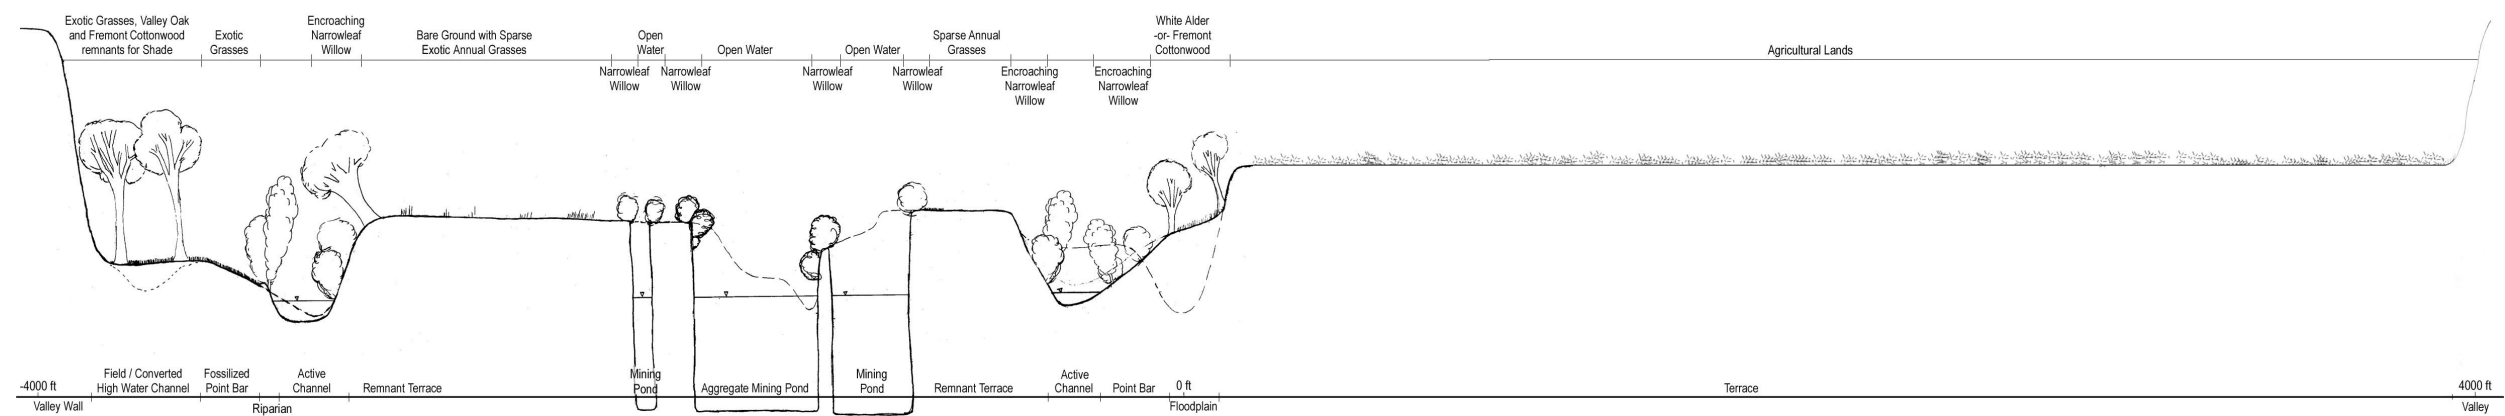 Exotic Grasses, Valley Oak
and Fremont Cottonwood
remnants for Shade
Exotic
Grasses
Encroaching
Narrowleaf
Willow
Bare Ground with Sparse
Exotic Annual Grasses
Open
Water
Open Water
Open Water
Sparse Annual
Grasses
White Alder
-or- Fremont
Cottonwood
Agricultural Lands
Narrowleaf
Willow
Narrowleaf
Willow
Narrowleaf
Willow
Narrowleaf
Willow
Encroaching
Narrowleaf
Willow
Encroaching
Narrowleaf
Willow
-4000 ft
Valley Wall
Field / Converted
High Water Channel
Fossilized
Point Bar
Riparian
Active
Channel
Remnant Terrace
Mining
Pond
Aggregate Mining Pond
Mining
Pond
Remnant Terrace
Active
Channel
Point Bar
0 ft
Floodplain
Terrace
4000 ft
Valley